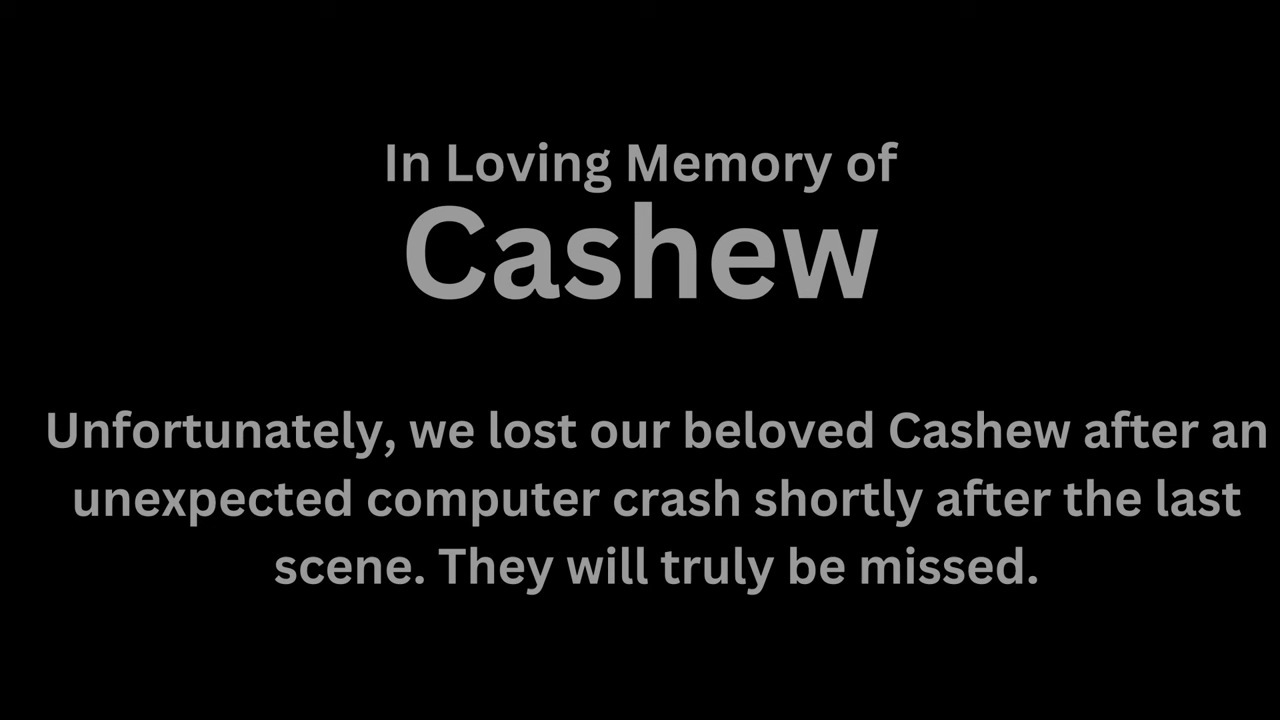 In Loving Memory of
Cashew
Unfortunately, we lost our beloved Cashew after an
unexpected computer crash shortly after the last
scene. They will truly be missed.